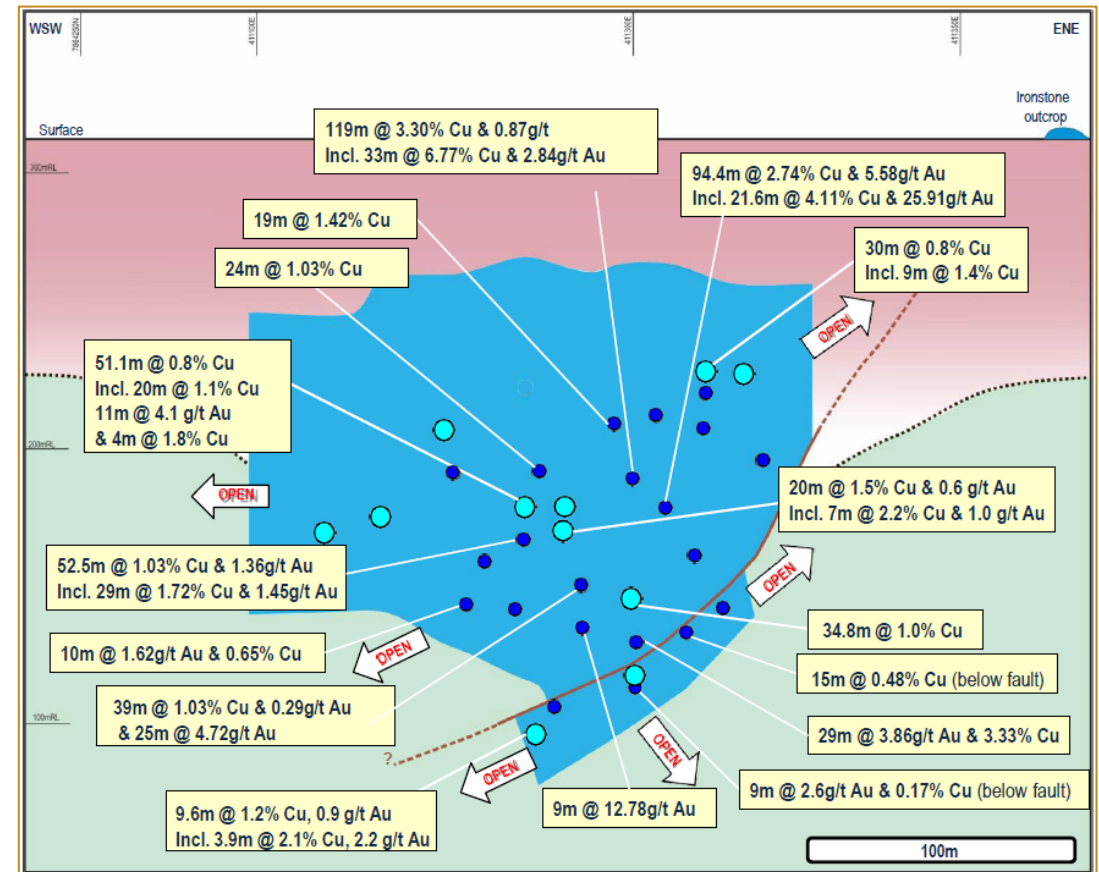 WSW
7864250N
411100E
411300E
411350E
ENE
Ironstone
outcrop
Surface
300mRL
119m @ 3.30% Cu & 0.87g/t
Incl. 33m @ 6.77% Cu & 2.84g/t Au
94.4m @ 2.74% Cu & 5.58g/t Au
Incl. 21.6m @ 4.11% Cu & 25.91g/t Au
19m @ 1.42% Cu
24m @ 1.03% Cu
30m @ 0.8% Cu
Incl. 9m @ 1.4% Cu
OPEN
51.1m @ 0.8% Cu
Incl. 20m @ 1.1% Cu
11m @ 4.1 g/t Au
& 4m @ 1.8% Cu
200mRL
OPEN
20m @ 1.5% Cu & 0.6 g/t Au
Incl. 7m @ 2.2% Cu & 1.0 g/t Au
52.5m @ 1.03% Cu & 1.36g/t Au
Incl. 29m @ 1.72% Cu & 1.45g/t Au
OPEN
34.8m @ 1.0% Cu
10m @ 1.62g/t Au & 0.65% Cu
OPEN
15m @ 0.48% Cu (below fault)
39m @ 1.03% Cu & 0.29g/t Au
& 25m @ 4.72g/t Au
100mRL
29m @ 3.86g/t Au & 3.33% Cu
?
OPEN
OPEN
9m @ 2.6g/t Au & 0.17% Cu (below fault)
9.6m @ 1.2% Cu, 0.9 g/t Au
Incl. 3.9m @ 2.1% Cu, 2.2 g/t Au
9m @ 12.78g/t Au
100m